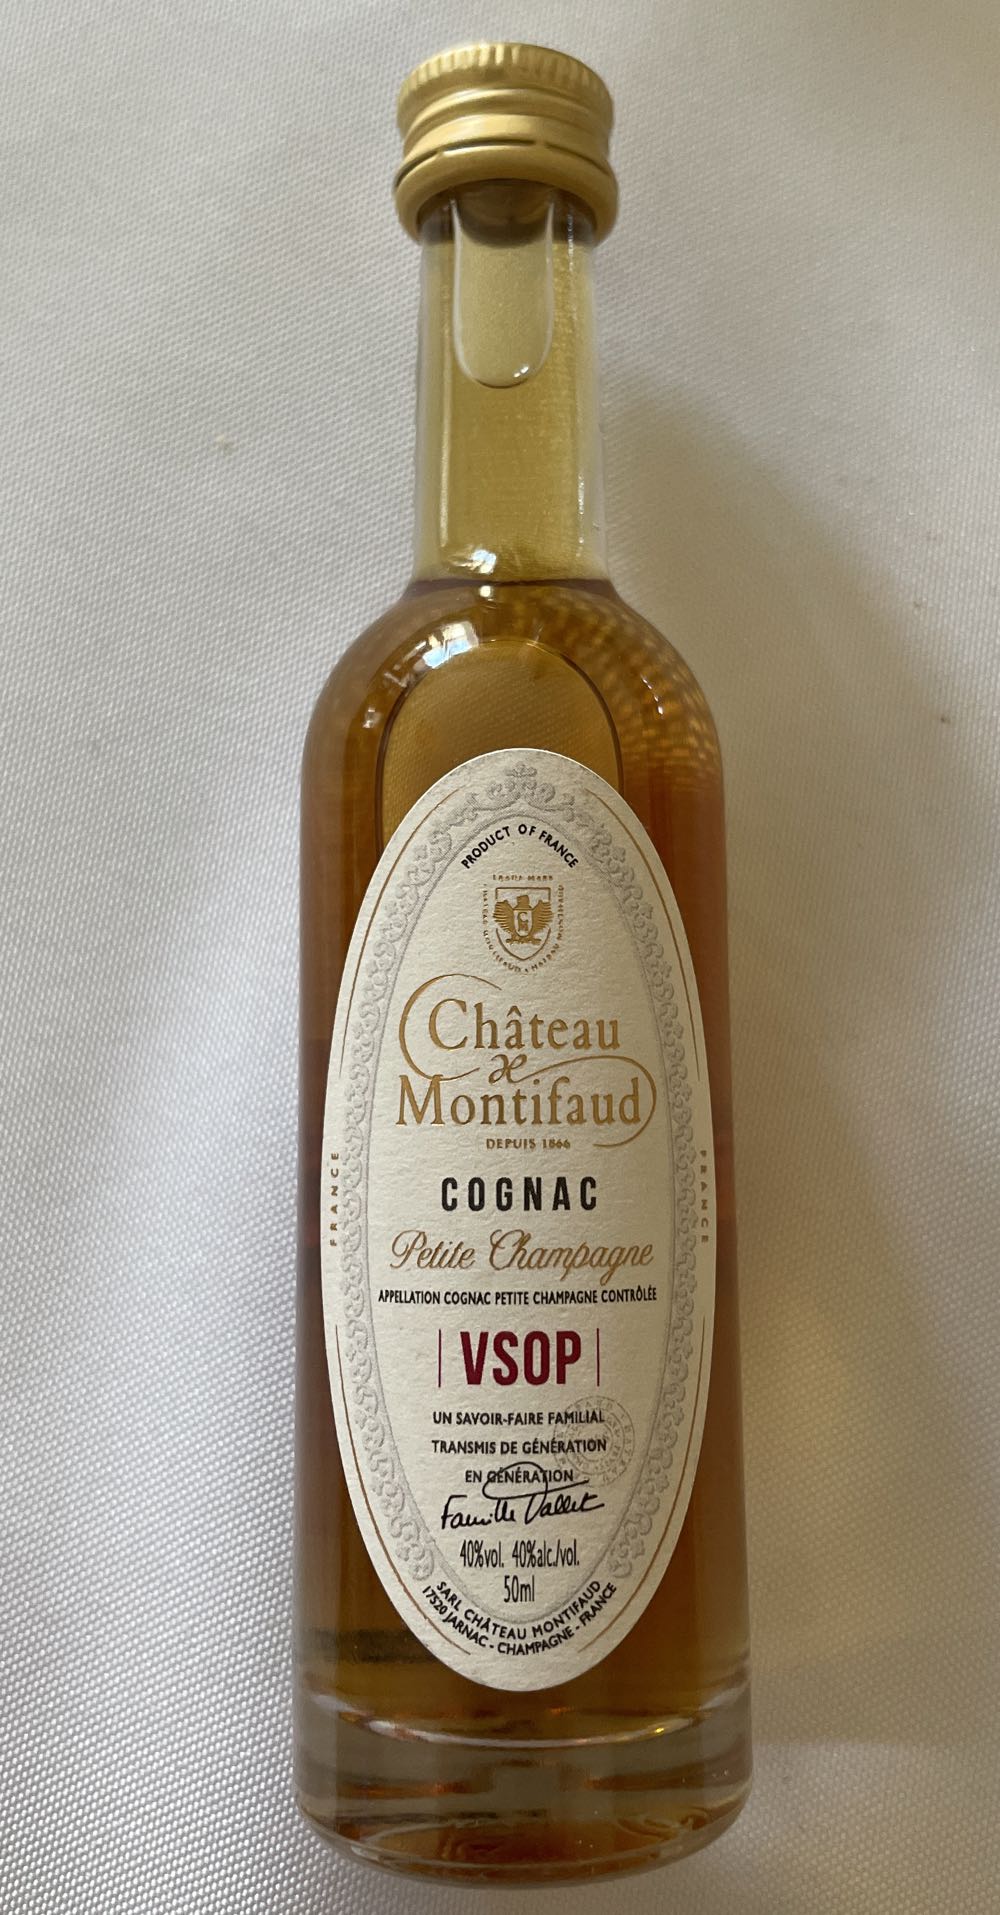 PRODUCT OF FRANCE
TRADE MARK
Château
de
Montifaud
DEPUIS 1866
FRANCE
FRANCE
COGNAC
Petite Champagne
APPELLATION COGNAC PETITE CHAMPAGNE CONTRÔLÉE
VSOP
UN SAVOIR-FAIRE FAMILIAL
TRANSMIS DE GÉNÉRATION
EN GÉNÉRATION
Famille Vallet
40%vol. 40%alc./vol.
50ml
SARL CHÂTEAU MONTIFAUD
17520 JARNAC - CHAMPAGNE - FRANCE